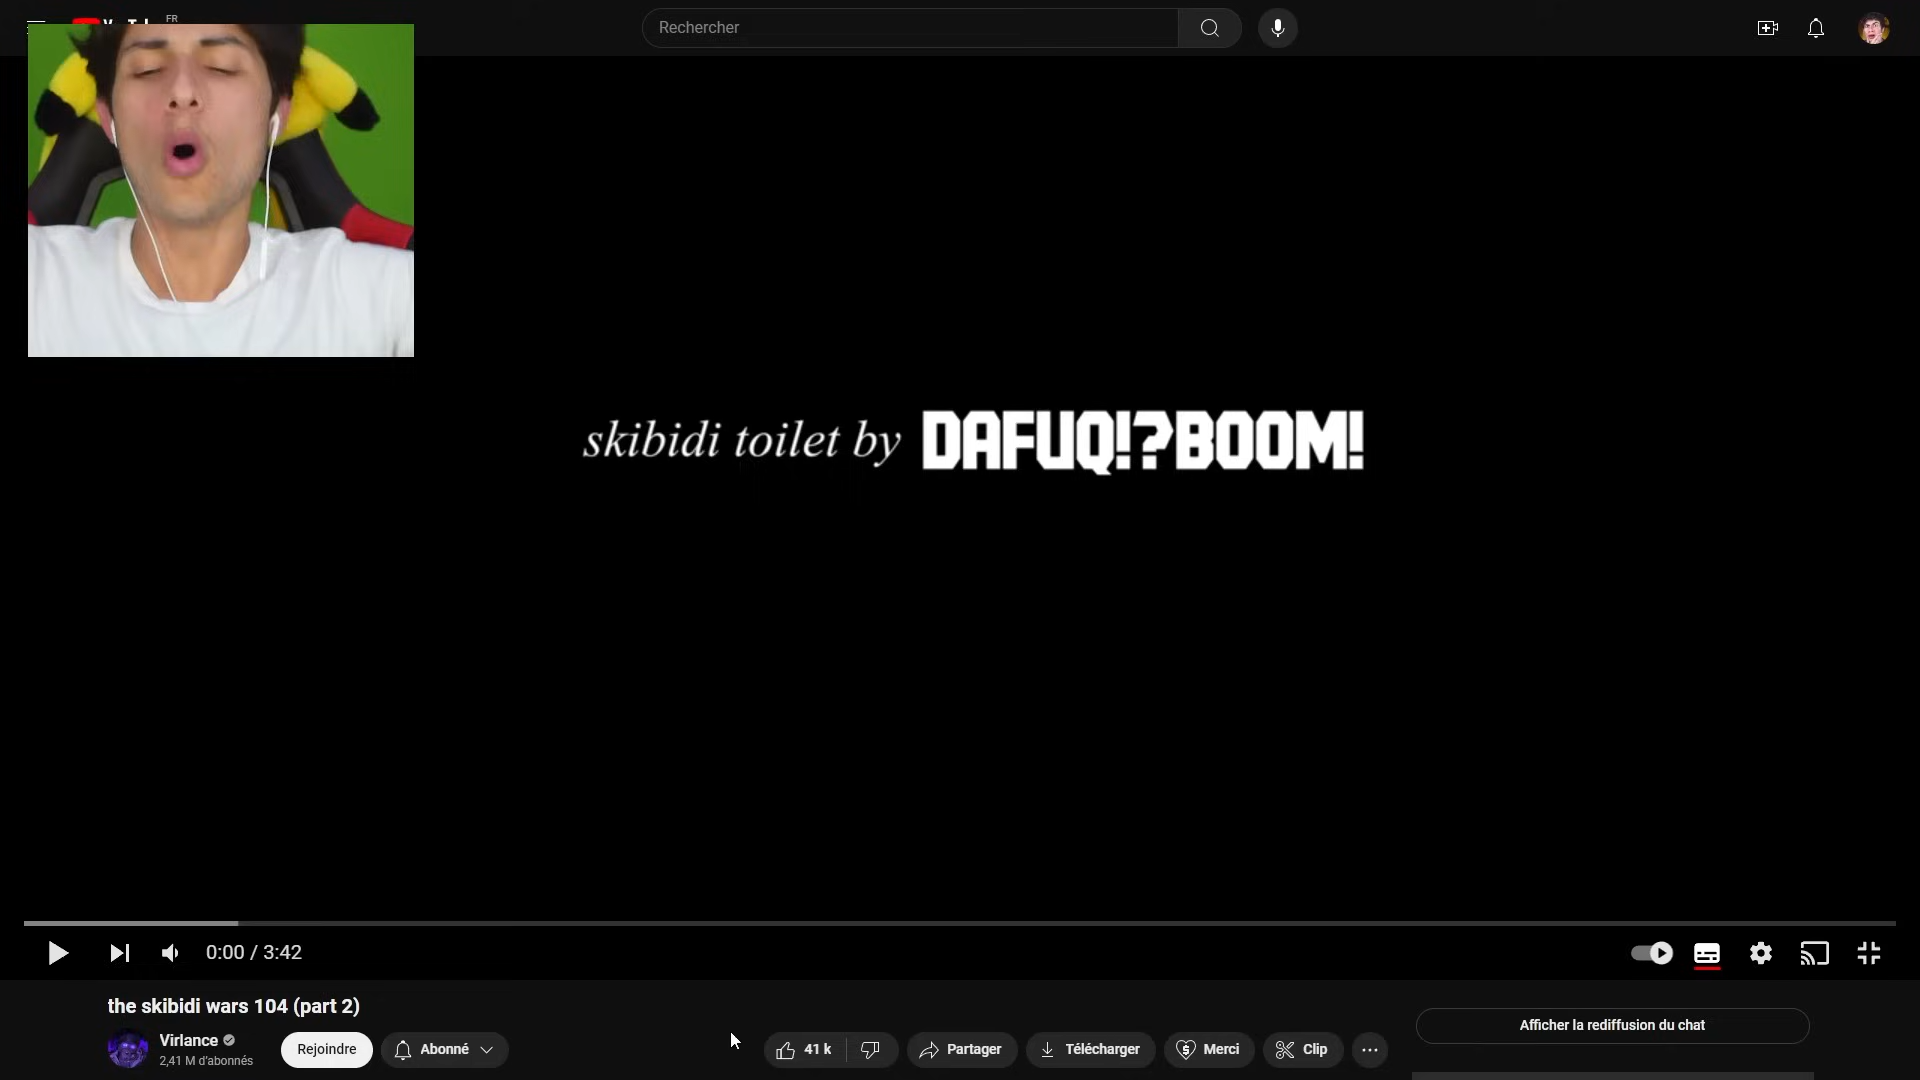 FR
Rechercher
skibidi toilet by DAFUQ!?BOOM!
0:00 / 3:42
the skibidi wars 104 (part 2)
Virlance
2,41 M d'abonnés
Rejoindre
Abonné
41 k
Partager
Télécharger
Merci
Clip
Afficher la rediffusion du chat